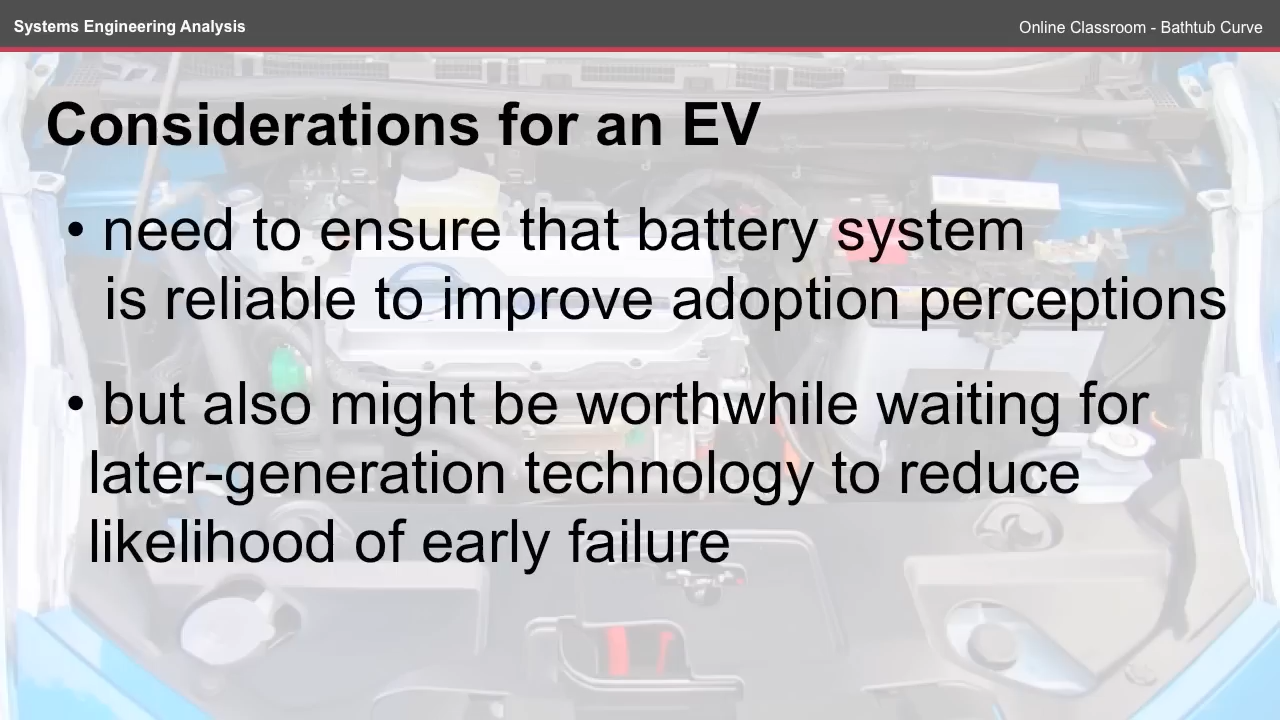 Systems Engineering Analysis
Online Classroom - Bathtub Curve
Considerations for an EV
• need to ensure that battery system
is reliable to improve adoption perceptions
• but also might be worthwhile waiting for
later-generation technology to reduce
likelihood of early failure